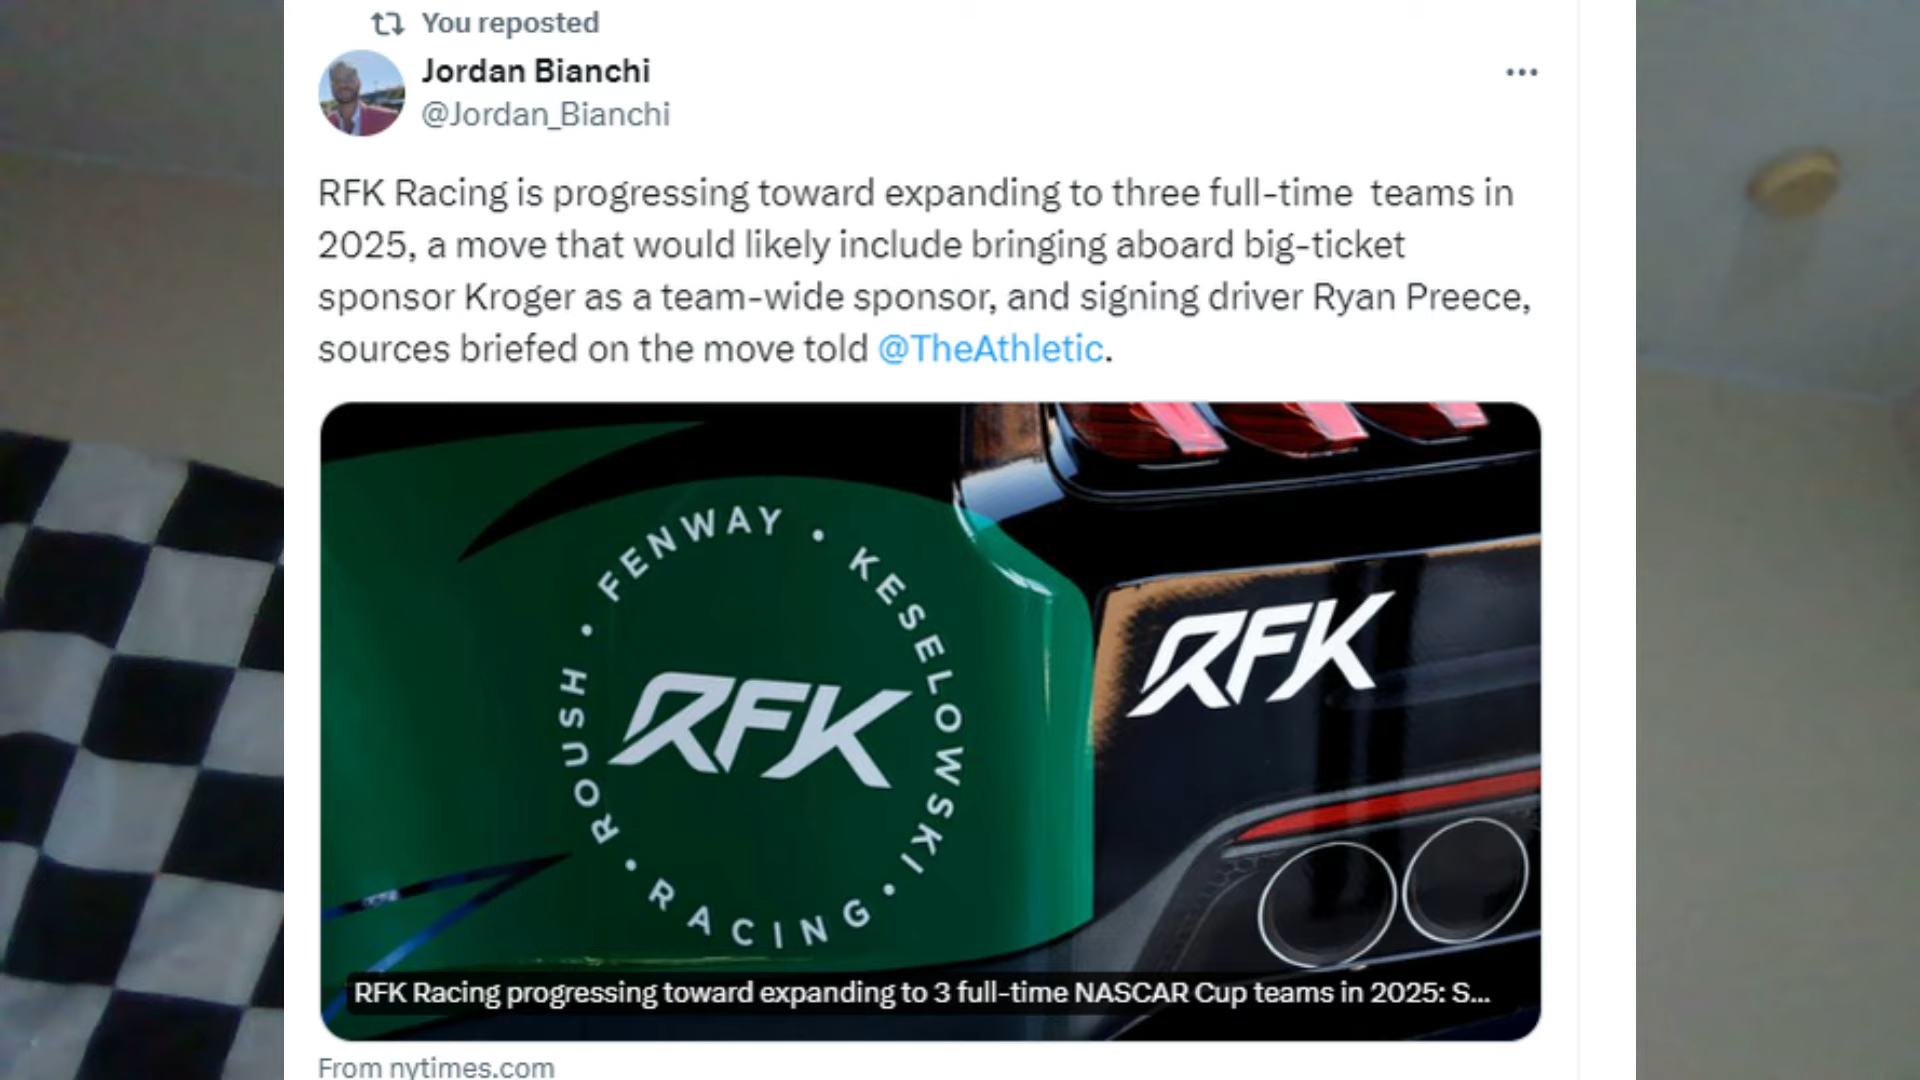 You reposted
Jordan Bianchi
@Jordan_Bianchi
RFK Racing is progressing toward expanding to three full-time  teams in
2025, a move that would likely include bringing aboard big-ticket
sponsor Kroger as a team-wide sponsor, and signing driver Ryan Preece,
sources briefed on the move told @TheAthletic.
ROUSH • FENWAY • KESELOWSKI • RACING •
RFK
RFK
RFK Racing progressing toward expanding to 3 full-time NASCAR Cup teams in 2025: S...
From nytimes.com